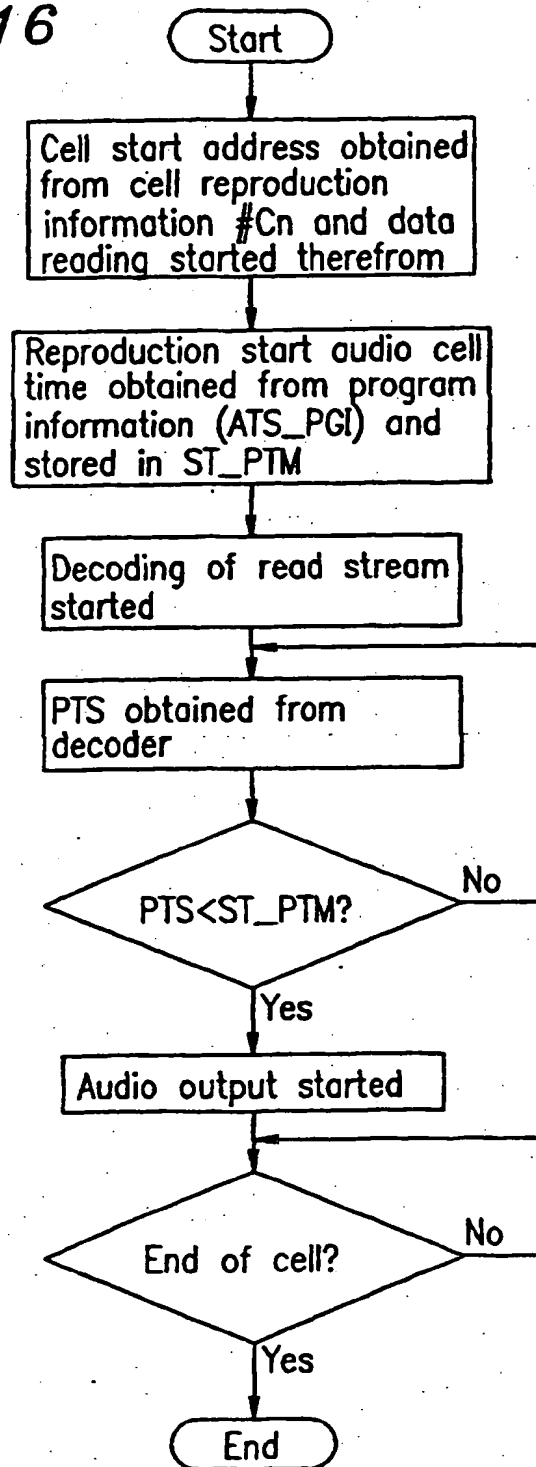 16
Start
Cell start address obtained
from cell reproduction
information #Cn and data
reading started therefrom
Reproduction start audio cell
time obtained from program
information (ATS_PGI) and
stored in ST_PTM
Decoding of read stream
started
PTS obtained from
decoder
PTS<ST_PTM?
No
Yes
Audio output started
End of cell?
No
Yes
End